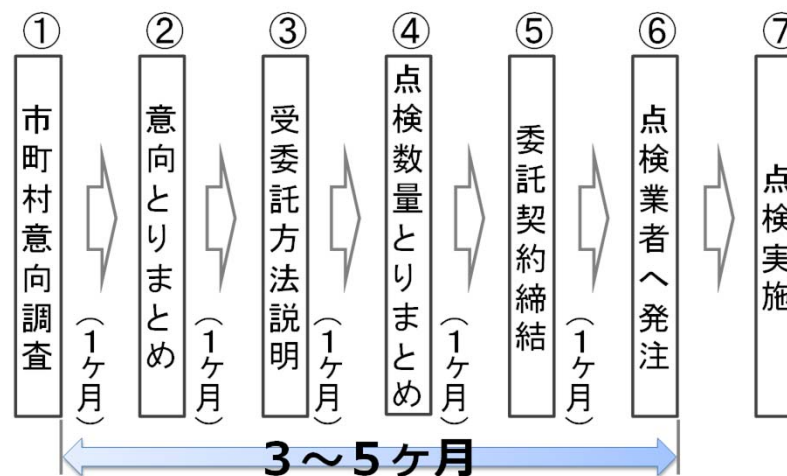 ①
市町村意向調査
（１ヶ月）
②
意向とりまとめ
（１ヶ月）
③
受委託方法説明
（１ヶ月）
④
点検数量とりまとめ
（１ヶ月）
⑤
委託契約締結
（１ヶ月）
⑥
点検業者へ発注
⑦
点検実施
３～５ヶ月